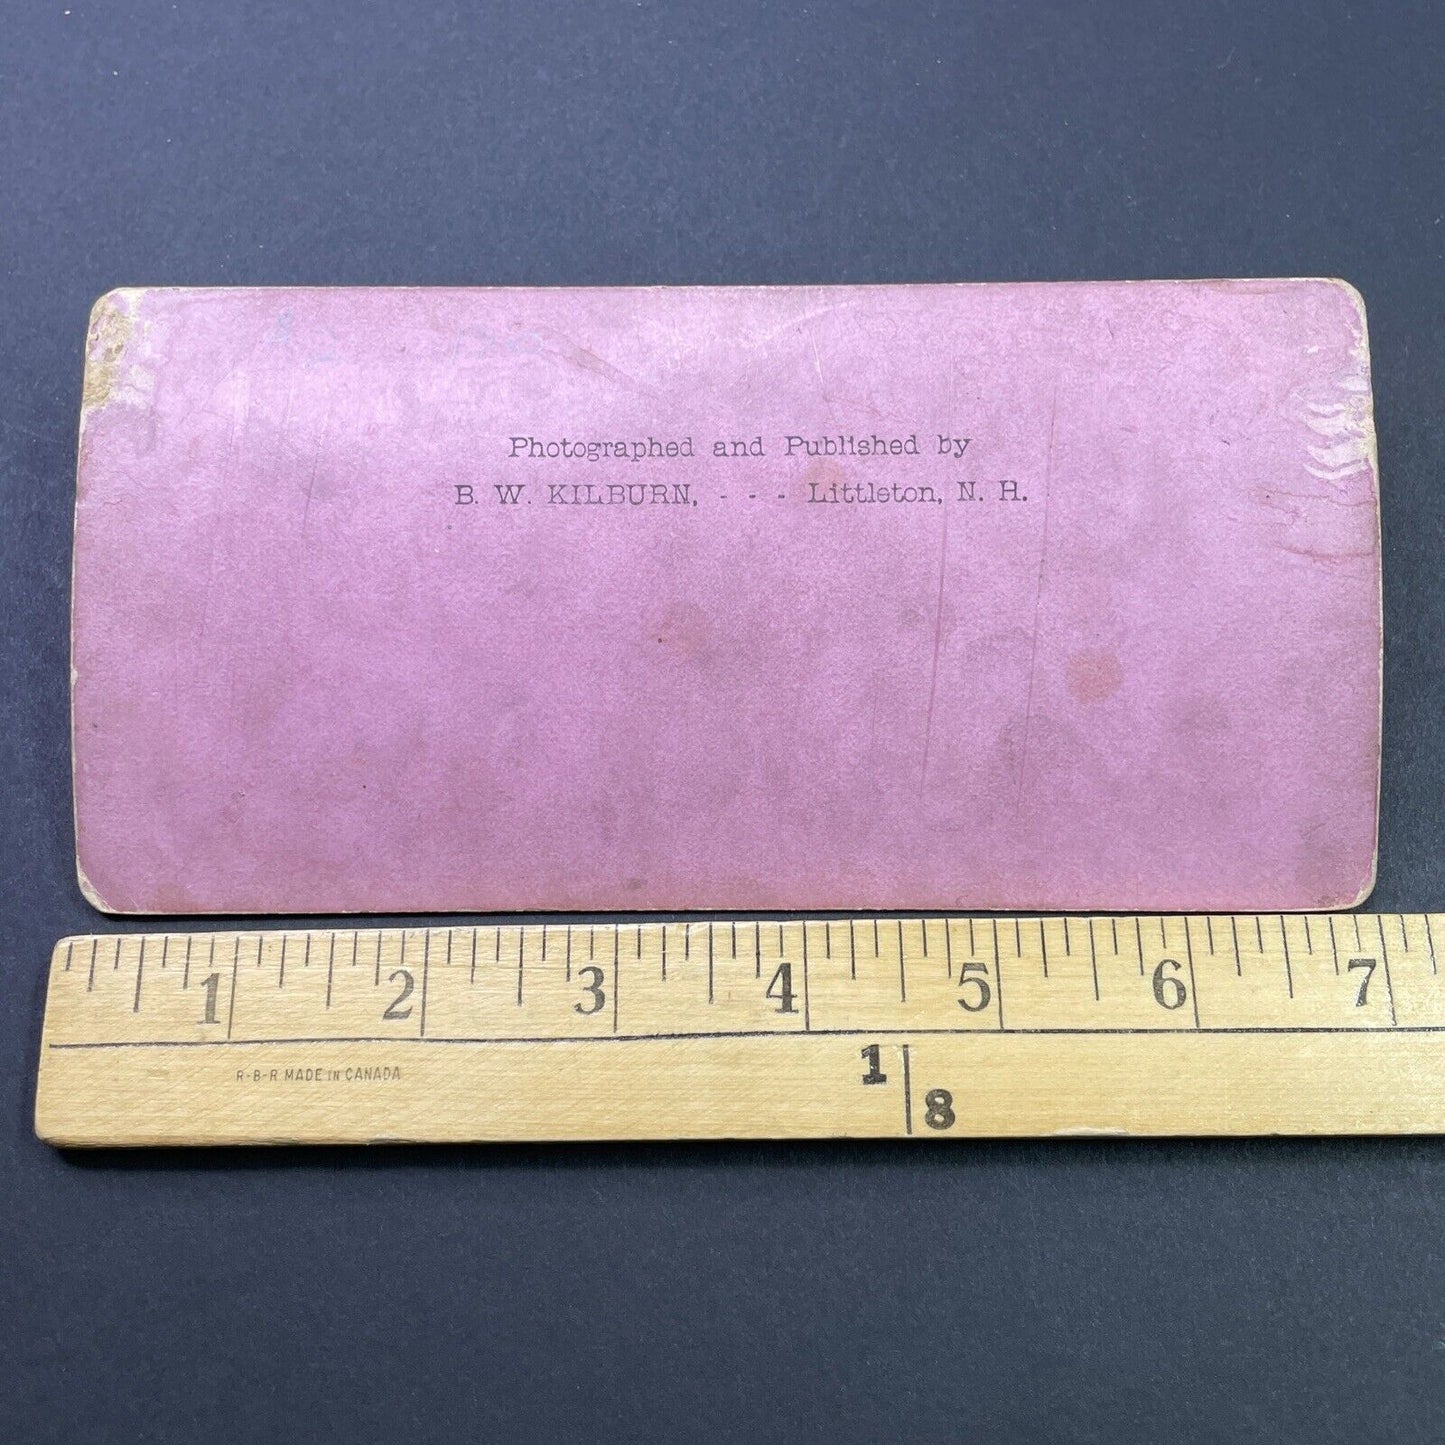 Photographed and Published by
B. W. KILBURN, - - - Littleton, N. H.
1 2 3 4 5 6 7
R-B-R MADE IN CANADA
1
8